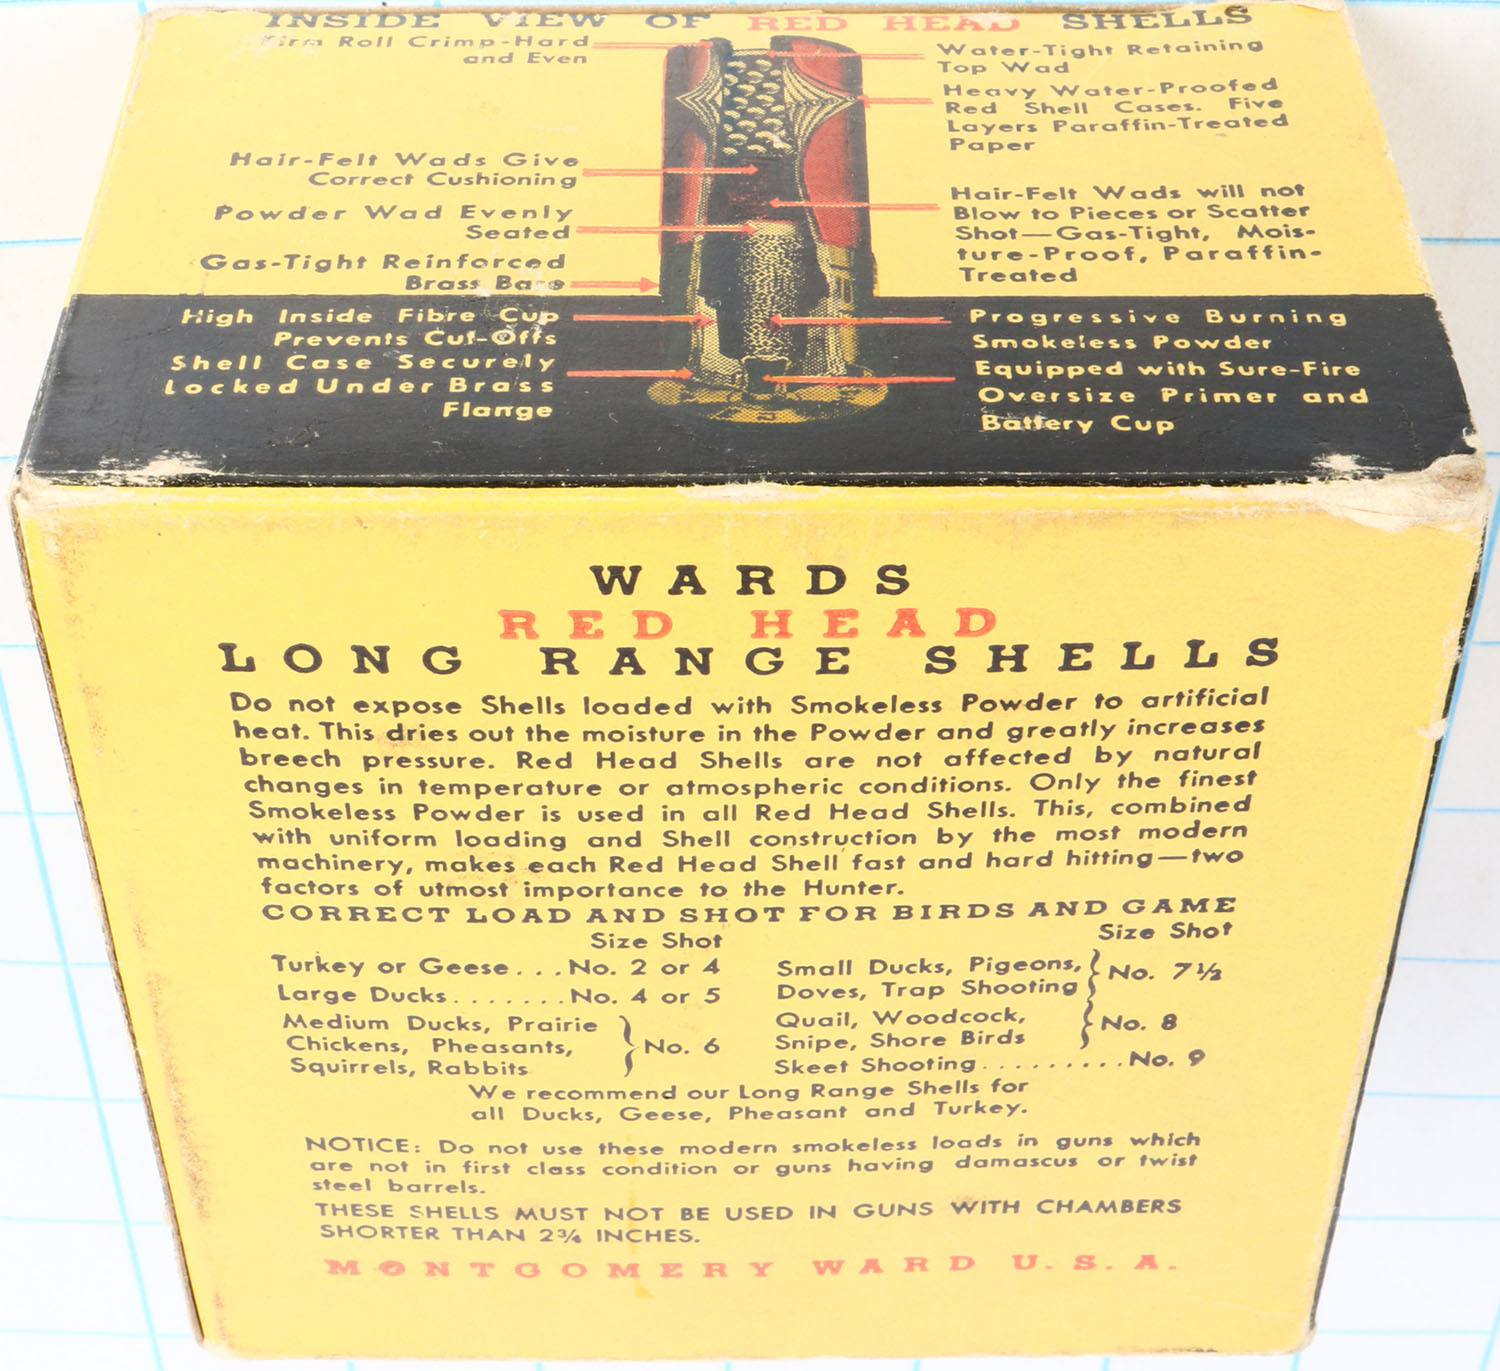 INSIDE VIEW OF RED HEAD SHELLS
Firm Roll Crimp-Hard
and Even
Hair-Felt Wads Give
Correct Cushioning
Powder Wad Evenly
Seated
Gas-Tight Reinforced
Brass Base
High Inside Fibre Cup
Prevents Cut-Offs
Shell Case Securely
Locked Under Brass
Flange
Water-Tight Retaining
Top Wad
Heavy Water-Proofed
Red Shell Cases. Five
Layers Paraffin-Treated
Paper
Hair-Felt Wads will not
Blow to Pieces or Scatter
Shot—Gas-Tight, Mois-
ture-Proof, Paraffin-
Treated
Progressive Burning
Smokeless Powder
Equipped with Sure-Fire
Oversize Primer and
Battery Cup
WARDS
RED HEAD
LONG RANGE SHELLS
Do not expose Shells loaded with Smokeless Powder to artificial
heat. This dries out the moisture in the Powder and greatly increases
breech pressure. Red Head Shells are not affected by natural
changes in temperature or atmospheric conditions. Only the finest
Smokeless Powder is used in all Red Head Shells. This, combined
with uniform loading and Shell construction by the most modern
machinery, makes each Red Head Shell fast and hard hitting—two
factors of utmost importance to the Hunter.
CORRECT LOAD AND SHOT FOR BIRDS AND GAME
Size Shot
Turkey or Geese...No. 2 or 4
Large Ducks.......No. 4 or 5
Medium Ducks, Prairie
Chickens, Pheasants, No. 6
Squirrels, Rabbits
Size Shot
Small Ducks, Pigeons, No. 7½
Doves, Trap Shooting
Quail, Woodcock, No. 8
Snipe, Shore Birds
Skeet Shooting.........No. 9
We recommend our Long Range Shells for
all Ducks, Geese, Pheasant and Turkey.
NOTICE: Do not use these modern smokeless loads in guns which
are not in first class condition or guns having damascus or twist
steel barrels.
THESE SHELLS MUST NOT BE USED IN GUNS WITH CHAMBERS
SHORTER THAN 2¾ INCHES.
MONTGOMERY WARD U.S.A.